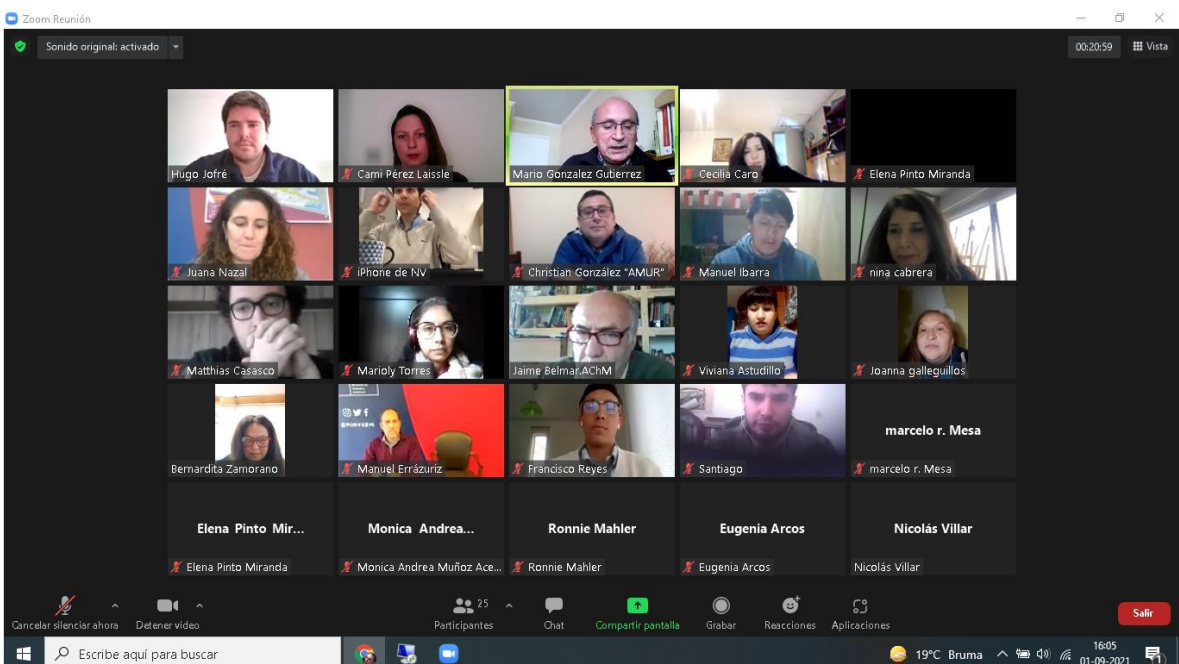 Zoom Reunión
Sonido original: activado
00:20:59
Vista
Hugo Jofré
Cami Pérez Laissle
Mario Gonzalez Gutierrez
Cecilia Caro
Elena Pinto Miranda
Juana Nazal
iPhone de NV
Christian González "AMUR"
Manuel Ibarra
nina cabrera
Matthias Casasco
Marioly Torres
Jaime Belmar.AChM
Viviana Astudillo
Joanna galleguillos
Bernardita Zamorano
Manuel Errázuriz
Francisco Reyes
Santiago
marcelo r. Mesa
marcelo r. Mesa
Elena Pinto Mir...
Monica Andrea...
Ronnie Mahler
Eugenia Arcos
Nicolás Villar
Elena Pinto Miranda
Monica Andrea Muñoz Ace...
Ronnie Mahler
Eugenia Arcos
Nicolás Villar
Cancelar silenciar ahora
Detener video
25
Participantes
Chat
Compartir pantalla
Grabar
Reacciones
Aplicaciones
Salir
Escribe aquí para buscar
19°C Bruma
16:05
01-09-2021